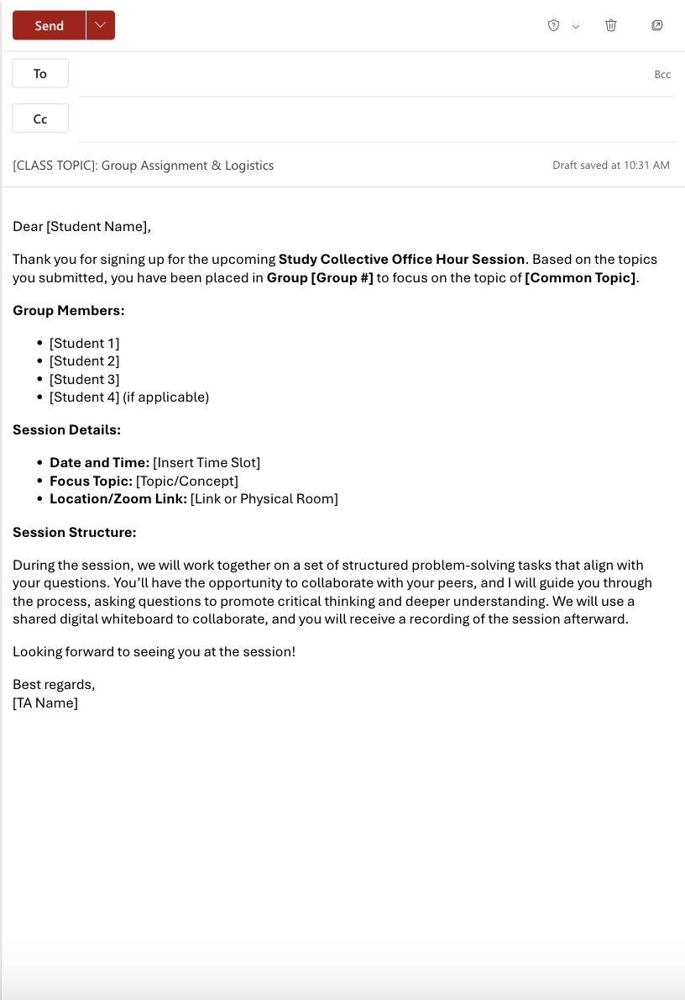 Send
To
Bcc
Cc
[CLASS TOPIC]: Group Assignment & Logistics
Draft saved at 10:31 AM
Dear [Student Name],
Thank you for signing up for the upcoming Study Collective Office Hour Session. Based on the topics
you submitted, you have been placed in Group [Group #] to focus on the topic of [Common Topic].
Group Members:
• [Student 1]
• [Student 2]
• [Student 3]
• [Student 4] (if applicable)
Session Details:
• Date and Time: [Insert Time Slot]
• Focus Topic: [Topic/Concept]
• Location/Zoom Link: [Link or Physical Room]
Session Structure:
During the session, we will work together on a set of structured problem-solving tasks that align with
your questions. You’ll have the opportunity to collaborate with your peers, and I will guide you through
the process, asking questions to promote critical thinking and deeper understanding. We will use a
shared digital whiteboard to collaborate, and you will receive a recording of the session afterward.
Looking forward to seeing you at the session!
Best regards,
[TA Name]